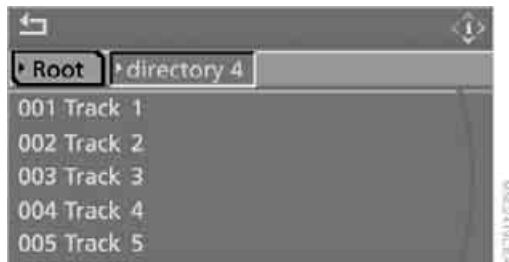 Root directory 4
001 Track 1
002 Track 2
003 Track 3
004 Track 4
005 Track 5